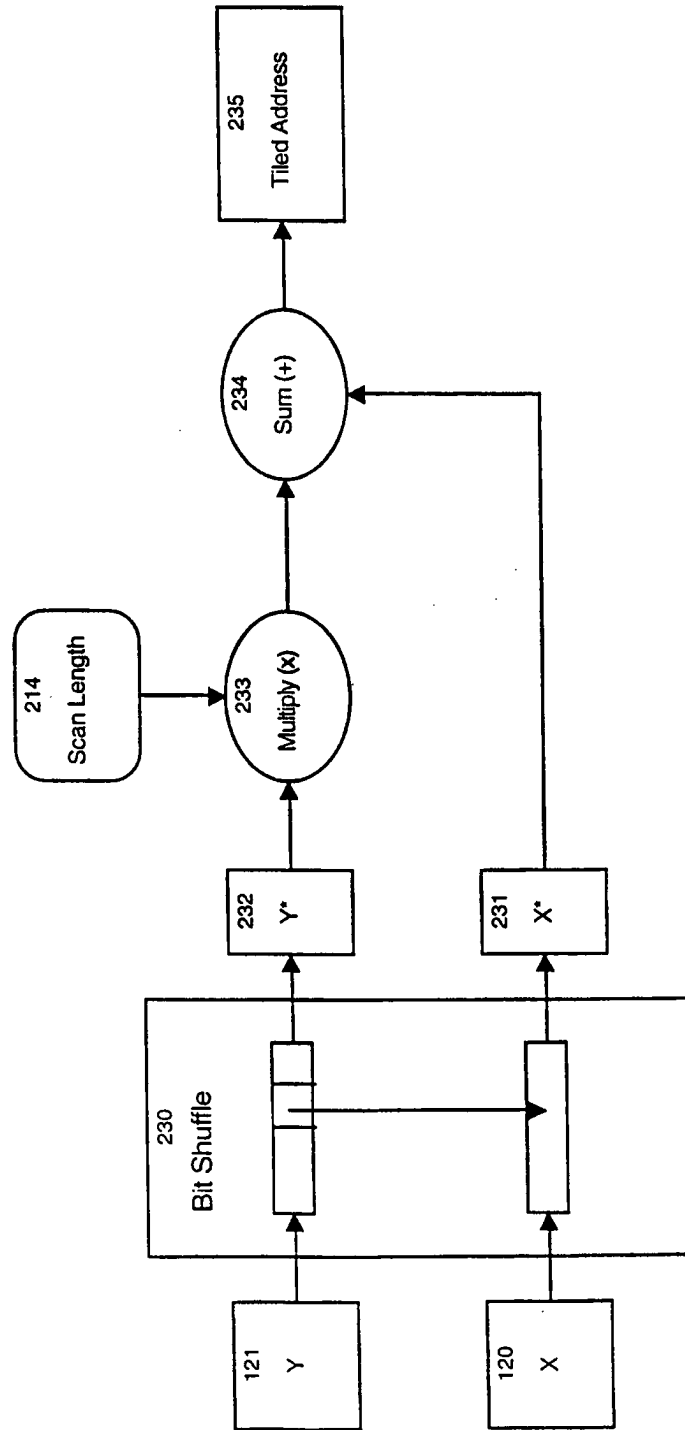 121
Y
120
X
230
Bit Shuffle
232
Y*
231
X*
214
Scan Length
233
Multiply (x)
234
Sum (+)
235
Tiled Address